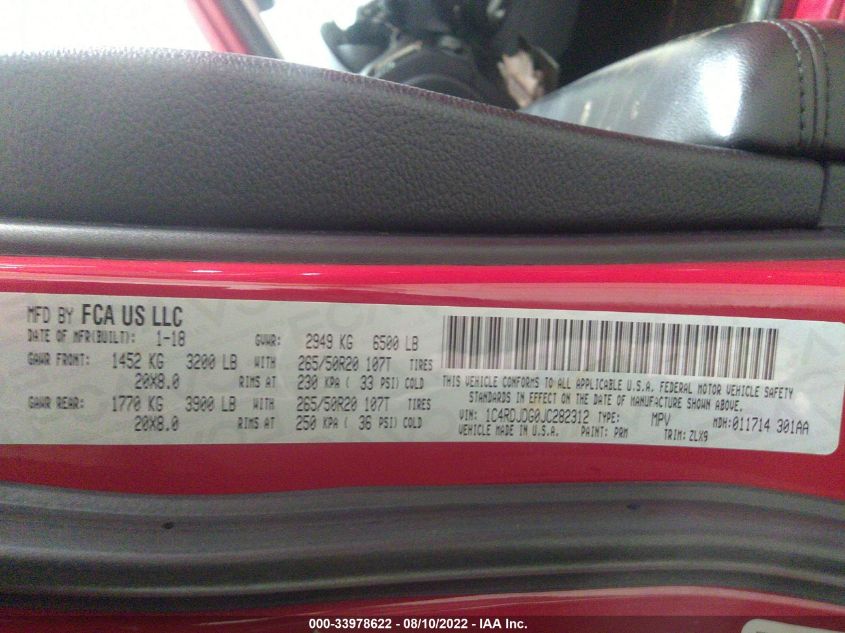 MFD BY FCA US LLC
DATE OF MFR(BUILT): 1-18 GVWR: 2949 KG 6500 LB
GAWR FRONT: 1452 KG 3200 LB WITH 265/50R20 107T TIRES
20X8.0 RIMS AT 230 KPA ( 33 PSI) COLD
GAWR REAR: 1770 KG 3900 LB WITH 265/50R20 107T TIRES
20X8.0 RIMS AT 250 KPA ( 36 PSI) COLD
THIS VEHICLE CONFORMS TO ALL APPLICABLE U.S.A. FEDERAL MOTOR VEHICLE SAFETY
STANDARDS IN EFFECT ON THE DATE OF MANUFACTURE SHOWN ABOVE.
VIN: 1C4RDJDG0JC282312 TYPE: MPV MDH:011714 301AA
VEHICLE MADE IN U.S.A. PAINT: PRM TRIM: ZLX9
000-33978622 — 08/10/2022 - IAA Inc.